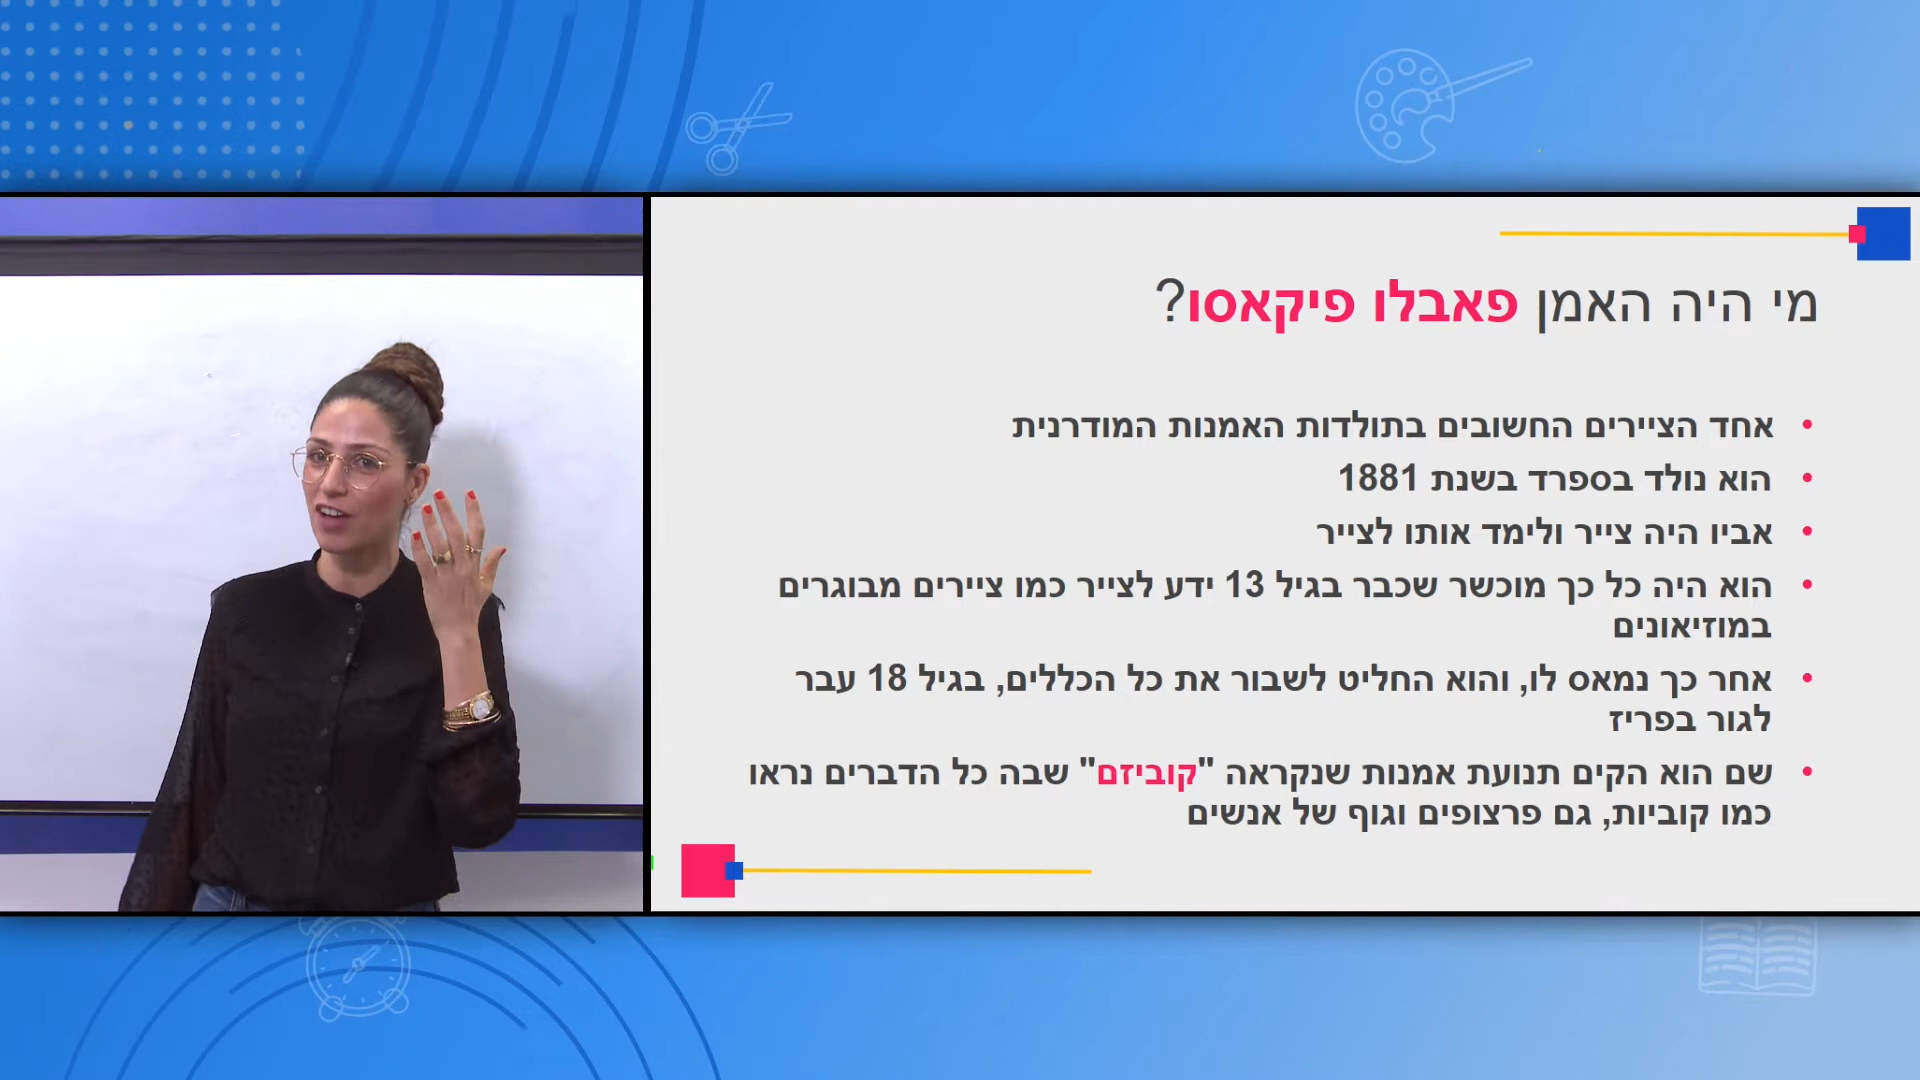 מי היה האמן פאבלו פיקאסו?
• אחד הציירים החשובים בתולדות האמנות המודרנית
• הוא נולד בספרד בשנת 1881
• אביו היה צייר ולימד אותו לצייר
• הוא היה כל כך מוכשר שכבר בגיל 13 ידע לצייר כמו ציירים מבוגרים
במוזיאונים
• אחר כך נמאס לו, והוא החליט לשבור את כל הכללים, בגיל 18 עבר
לגור בפריז
• שם הוא הקים תנועת אמנות שנקראה "קוביזם" שבה כל הדברים נראו
כמו קוביות, גם פרצופים וגוף של אנשים